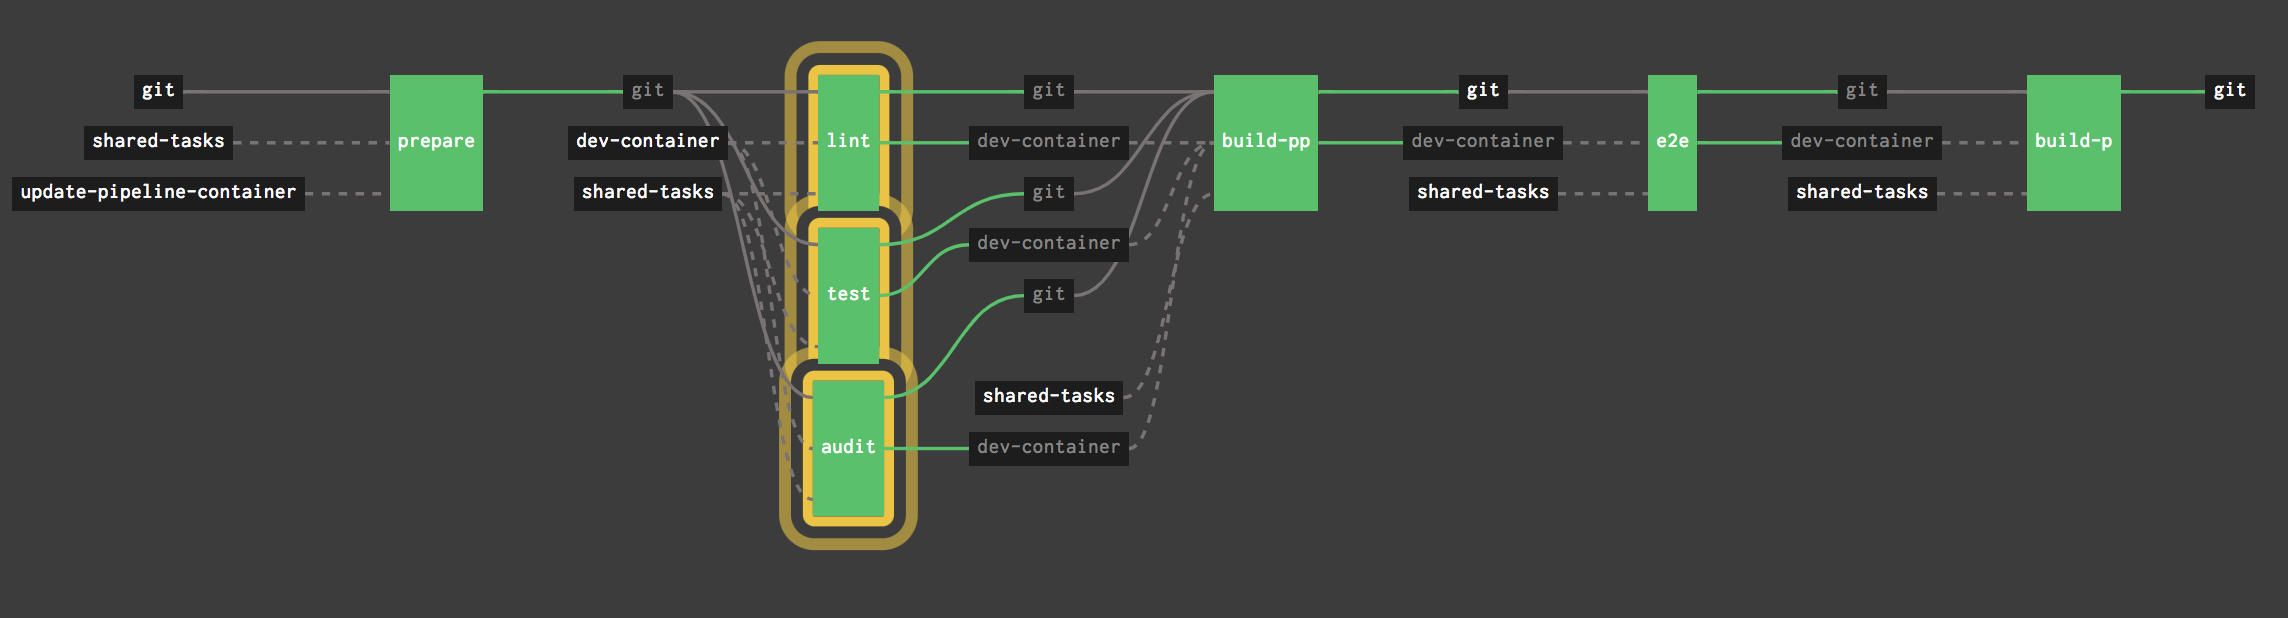 git
shared-tasks
update-pipeline-container
prepare
git
dev-container
shared-tasks
lint
test
audit
git
dev-container
git
dev-container
git
shared-tasks
dev-container
build-pp
git
dev-container
shared-tasks
e2e
git
dev-container
shared-tasks
build-p
git